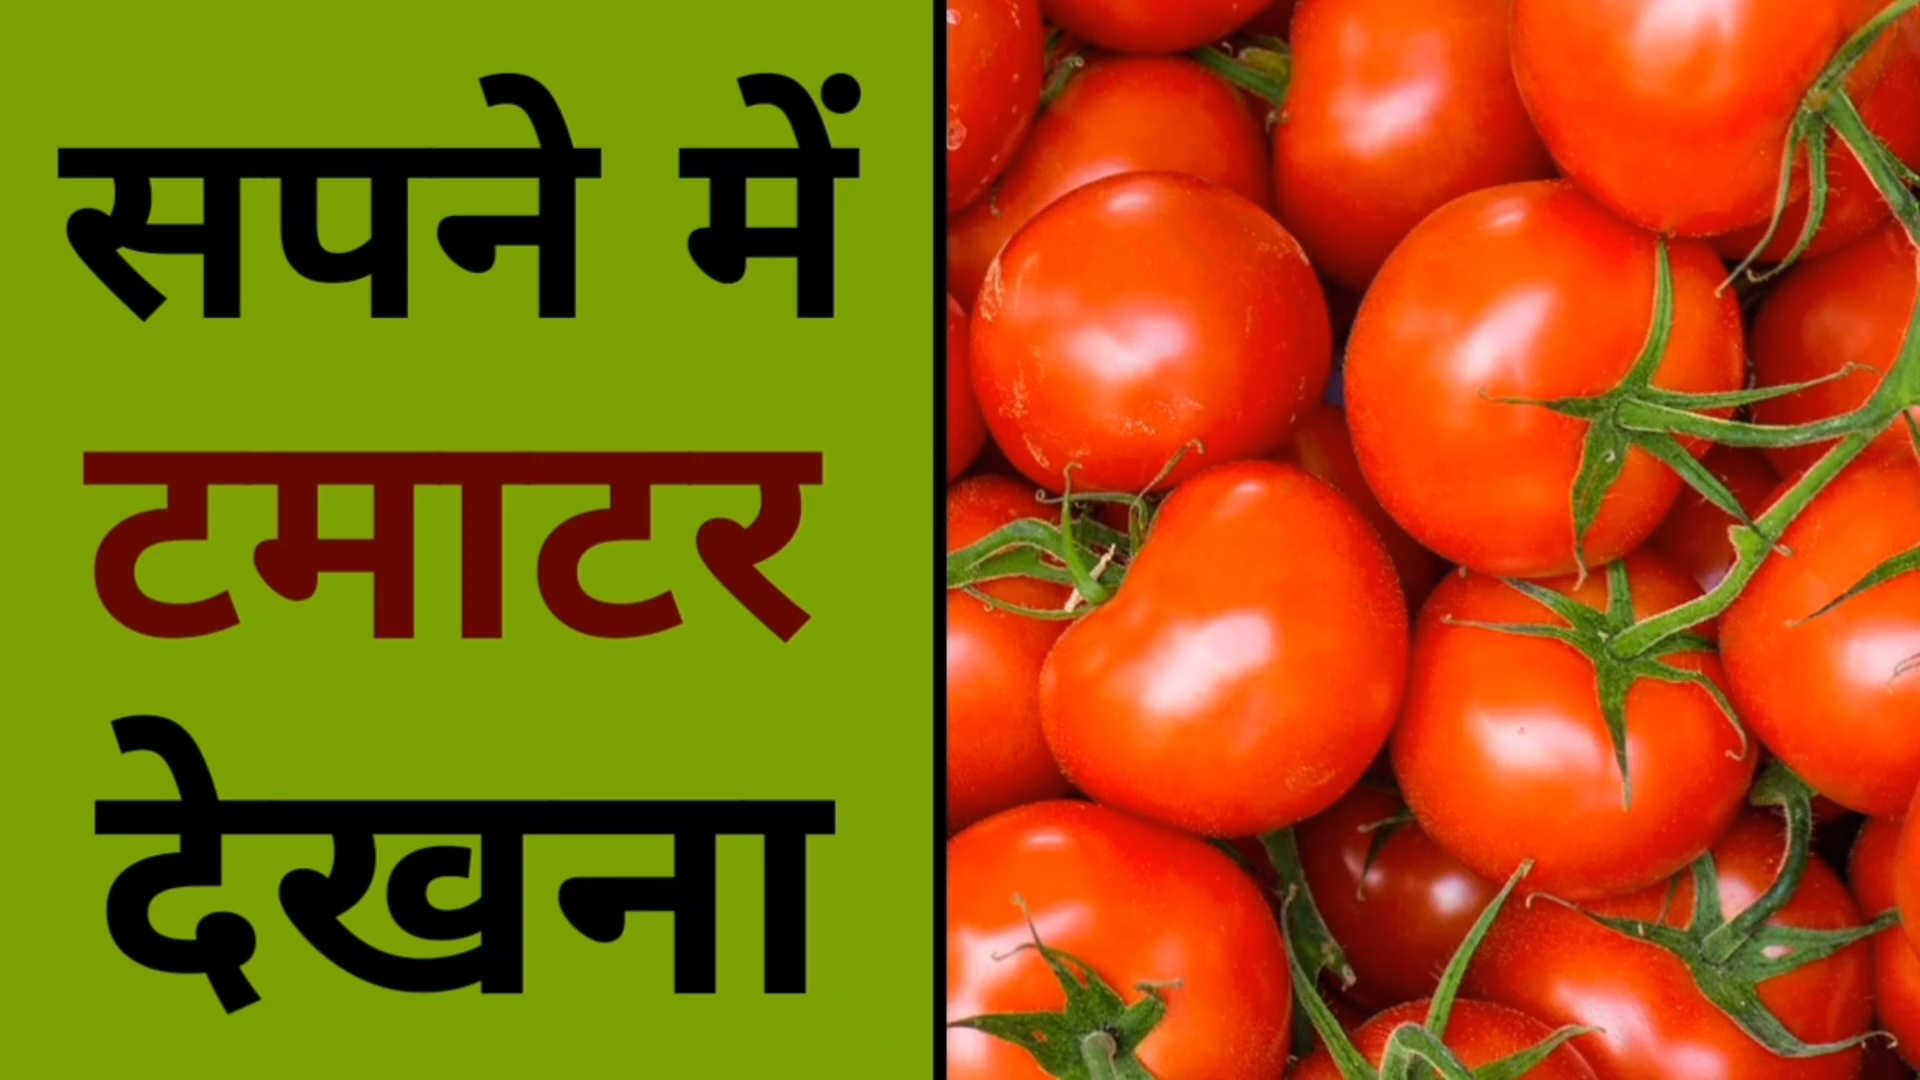 सपने में
टमाटर
देखना